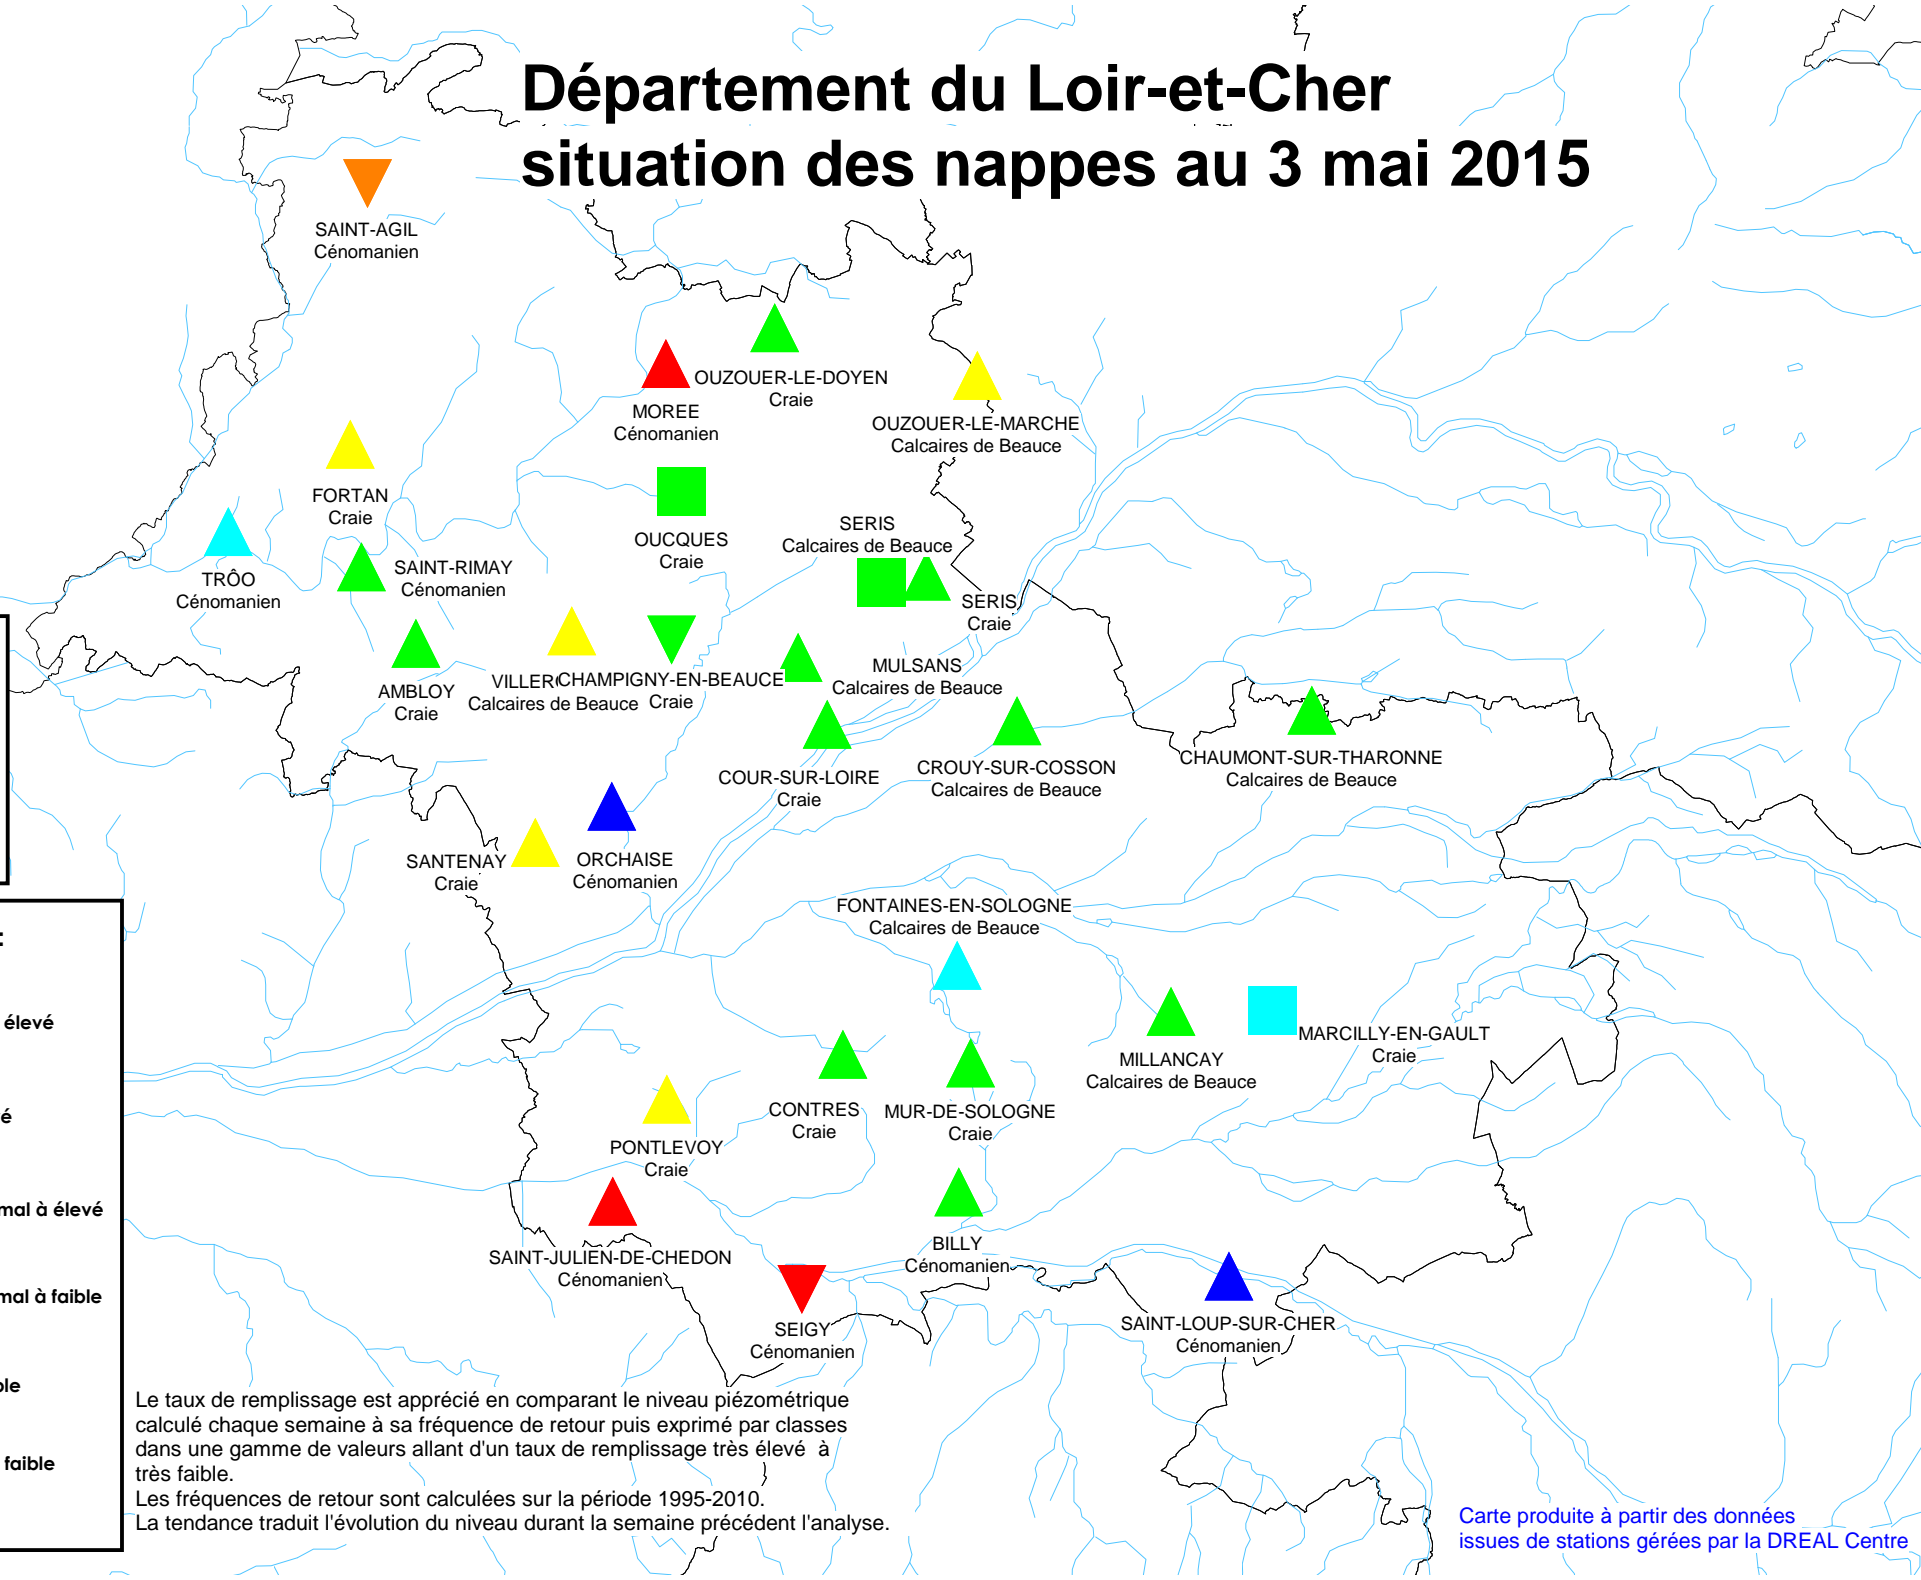 Département du Loir-et-Cher
situation des nappes au 3 mai 2015
SAINT-AGIL
Cénomanien
OUZOUER-LE-DOYEN
Craie
MOREE
Cénomanien
OUZOUER-LE-MARCHE
Calcaires de Beauce
FORTAN
Craie
OUCQUES
Craie
SERIS
Calcaires de Beauce
TRÔO
Cénomanien
SAINT-RIMAY
Cénomanien
SERIS
Craie
AMBLOY
Craie
Calcaires de Beauce
CHAMPIGNY-EN-BEAUCE
Craie
MULSANS
Calcaires de Beauce
COUR-SUR-LOIRE
Craie
CROUY-SUR-COSSON
Calcaires de Beauce
CHAUMONT-SUR-THARONNE
Calcaires de Beauce
SANTENAY
Craie
ORCHAISE
Cénomanien
FONTAINES-EN-SOLOGNE
Calcaires de Beauce
MILLANCAY
Calcaires de Beauce
MARCILLY-EN-GAULT
Craie
CONTRES
Craie
MUR-DE-SOLOGNE
Craie
PONTLEVOY
Craie
SAINT-JULIEN-DE-CHEDON
Cénomanien
BILLY
Cénomanien
SEIGY
Cénomanien
SAINT-LOUP-SUR-CHER
Cénomanien
:
élevé
mal à élevé
mal à faible
faible
Le taux de remplissage est apprécié en comparant le niveau piézométrique
calculé chaque semaine à sa fréquence de retour puis exprimé par classes
dans une gamme de valeurs allant d'un taux de remplissage très élevé à
très faible.
Les fréquences de retour sont calculées sur la période 1995-2010.
La tendance traduit l'évolution du niveau durant la semaine précédent l'analyse.
Carte produite à partir des données
issues de stations gérées par la DREAL Centre